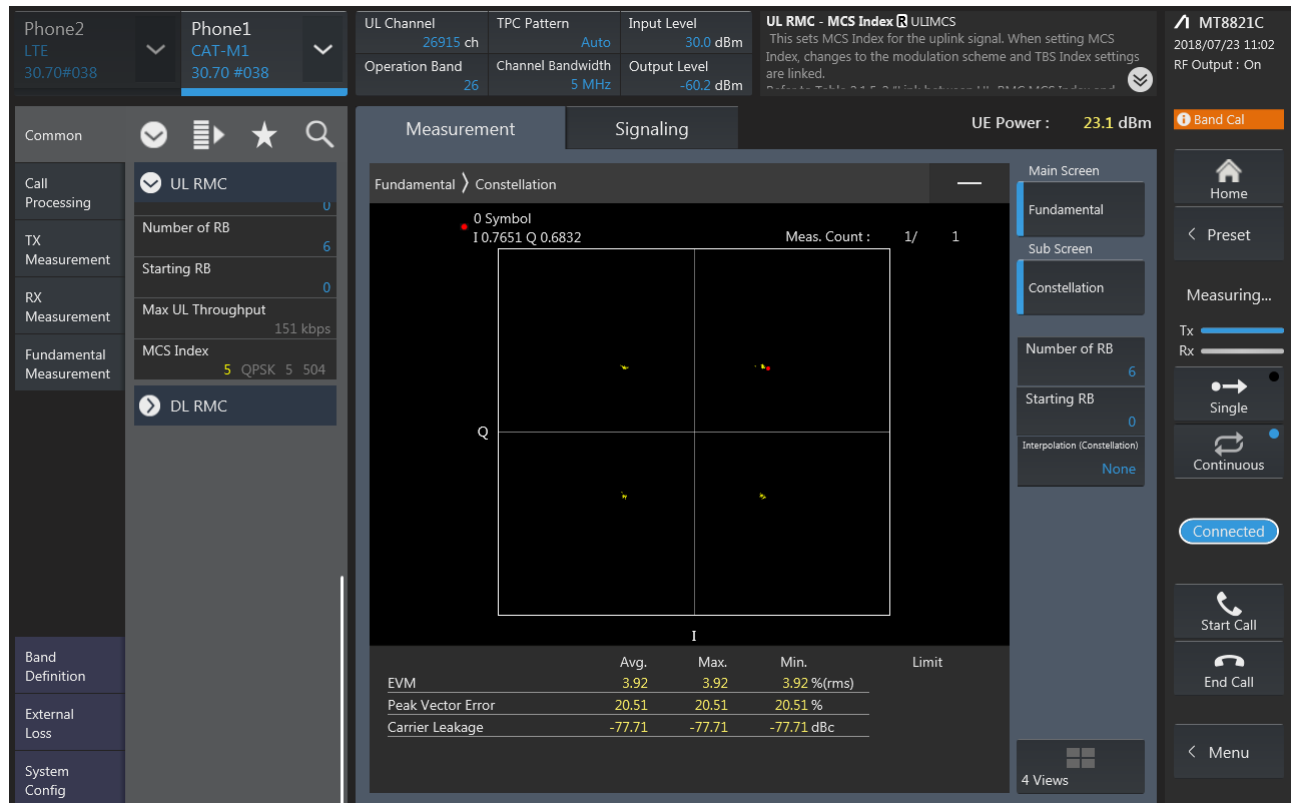 Phone2
LTE
30.70#038
Phone1
CAT-M1
30.70 #038
UL Channel
26915 ch
TPC Pattern
Auto
Input Level
30.0 dBm
Operation Band
26
Channel Bandwidth
5 MHz
Output Level
-60.2 dBm
UL RMC - MCS Index R ULIMCS
This sets MCS Index for the uplink signal. When setting MCS
Index, changes to the modulation scheme and TBS Index settings
are linked.
MT8821C
2018/07/23 11:02
RF Output : On
Common
Call
Processing
TX
Measurement
RX
Measurement
Fundamental
Measurement
Band
Definition
External
Loss
System
Config
UL RMC
0
Number of RB
6
Starting RB
0
Max UL Throughput
151 kbps
MCS Index
5 QPSK 5 504
DL RMC
Measurement
Signaling
UE Power : 23.1 dBm
Fundamental 〉 Constellation
0 Symbol
I 0.7651 Q 0.6832
Meas. Count : 1/ 1
Q
I
Avg. Max. Min. Limit
EVM 3.92 3.92 3.92 %(rms)
Peak Vector Error 20.51 20.51 20.51 %
Carrier Leakage -77.71 -77.71 -77.71 dBc
Main Screen
Fundamental
Sub Screen
Constellation
Number of RB
6
Starting RB
0
Interpolation (Constellation)
None
4 Views
Band Cal
Home
< Preset
Measuring...
Tx
Rx
Single
Continuous
Connected
Start Call
End Call
< Menu